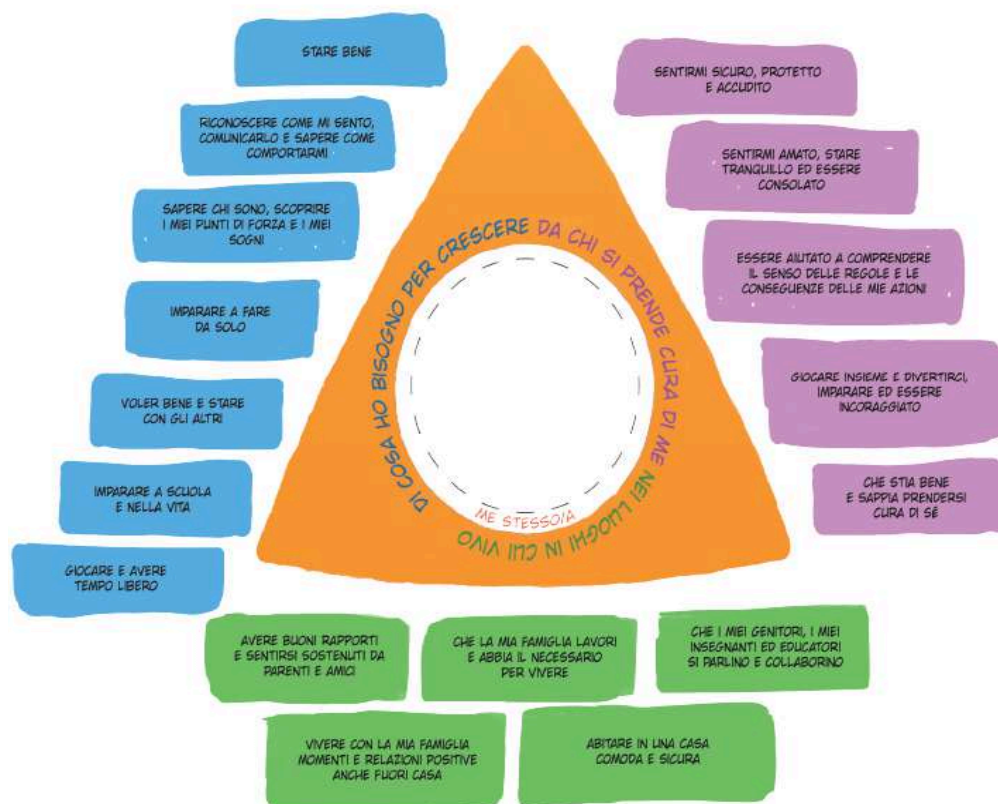 STARE BENE
RICONOSCERE COME MI SENTO,
COMUNICARLO E SAPERE COME
COMPORTARMI
SAPERE CHI SONO, SCOPRIRE
I MIEI PUNTI DI FORZA E I MIEI
SOGNI
IMPARARE A FARE
DA SOLO
VOLER BENE E STARE
CON GLI ALTRI
IMPARARE A SCUOLA
E NELLA VITA
GIOCARE E AVERE
TEMPO LIBERO
DI COSA HO BISOGNO PER CRESCERE
DA CHI SI PRENDE CURA DI ME
NEI LUOGHI IN CUI VIVO
ME STESSO/A
SENTIRMI SICURO, PROTETTO
E ACCUDITO
SENTIRMI AMATO, STARE
TRANQUILLO ED ESSERE
CONSOLATO
ESSERE AIUTATO A COMPRENDERE
IL SENSO DELLE REGOLE E LE
CONSEGUENZE DELLE MIE AZIONI
GIOCARE INSIEME E DIVERTIRCI,
IMPARARE ED ESSERE
INCORAGGIATO
CHE STIA BENE
E SAPPIA PRENDERSI
CURA DI SÉ
AVERE BUONI RAPPORTI
E SENTIRSI SOSTENUTI DA
PARENTI E AMICI
CHE LA MIA FAMIGLIA LAVORI
E ABBIA IL NECESSARIO
PER VIVERE
CHE I MIEI GENITORI, I MIEI
INSEGNANTI ED EDUCATORI
SI PARLINO E COLLABORINO
VIVERE CON LA MIA FAMIGLIA
MOMENTI E RELAZIONI POSITIVE
ANCHE FUORI CASA
ABITARE IN UNA CASA
COMODA E SICURA